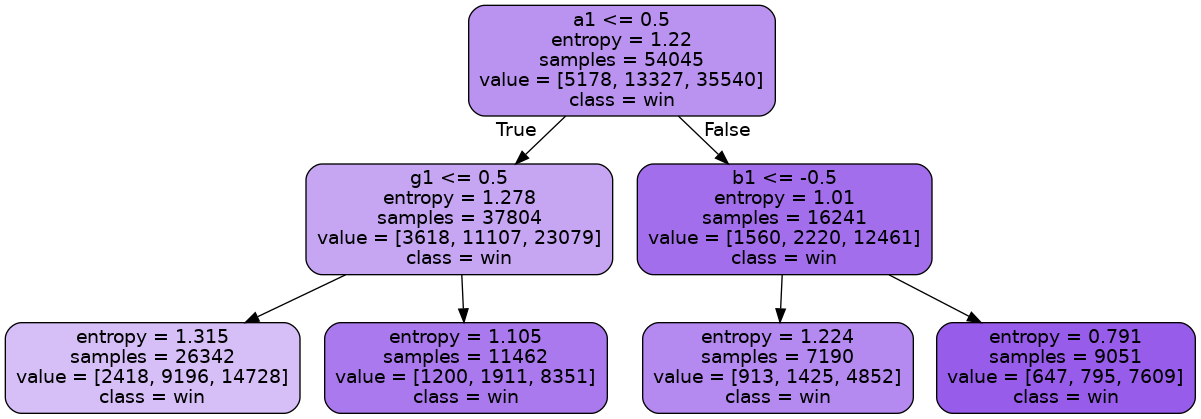 a1 <= 0.5
entropy = 1.22
samples = 54045
value = [5178, 13327, 35540]
class = win
True
False
g1 <= 0.5
entropy = 1.278
samples = 37804
value = [3618, 11107, 23079]
class = win
b1 <= -0.5
entropy = 1.01
samples = 16241
value = [1560, 2220, 12461]
class = win
entropy = 1.315
samples = 26342
value = [2418, 9196, 14728]
class = win
entropy = 1.105
samples = 11462
value = [1200, 1911, 8351]
class = win
entropy = 1.224
samples = 7190
value = [913, 1425, 4852]
class = win
entropy = 0.791
samples = 9051
value = [647, 795, 7609]
class = win